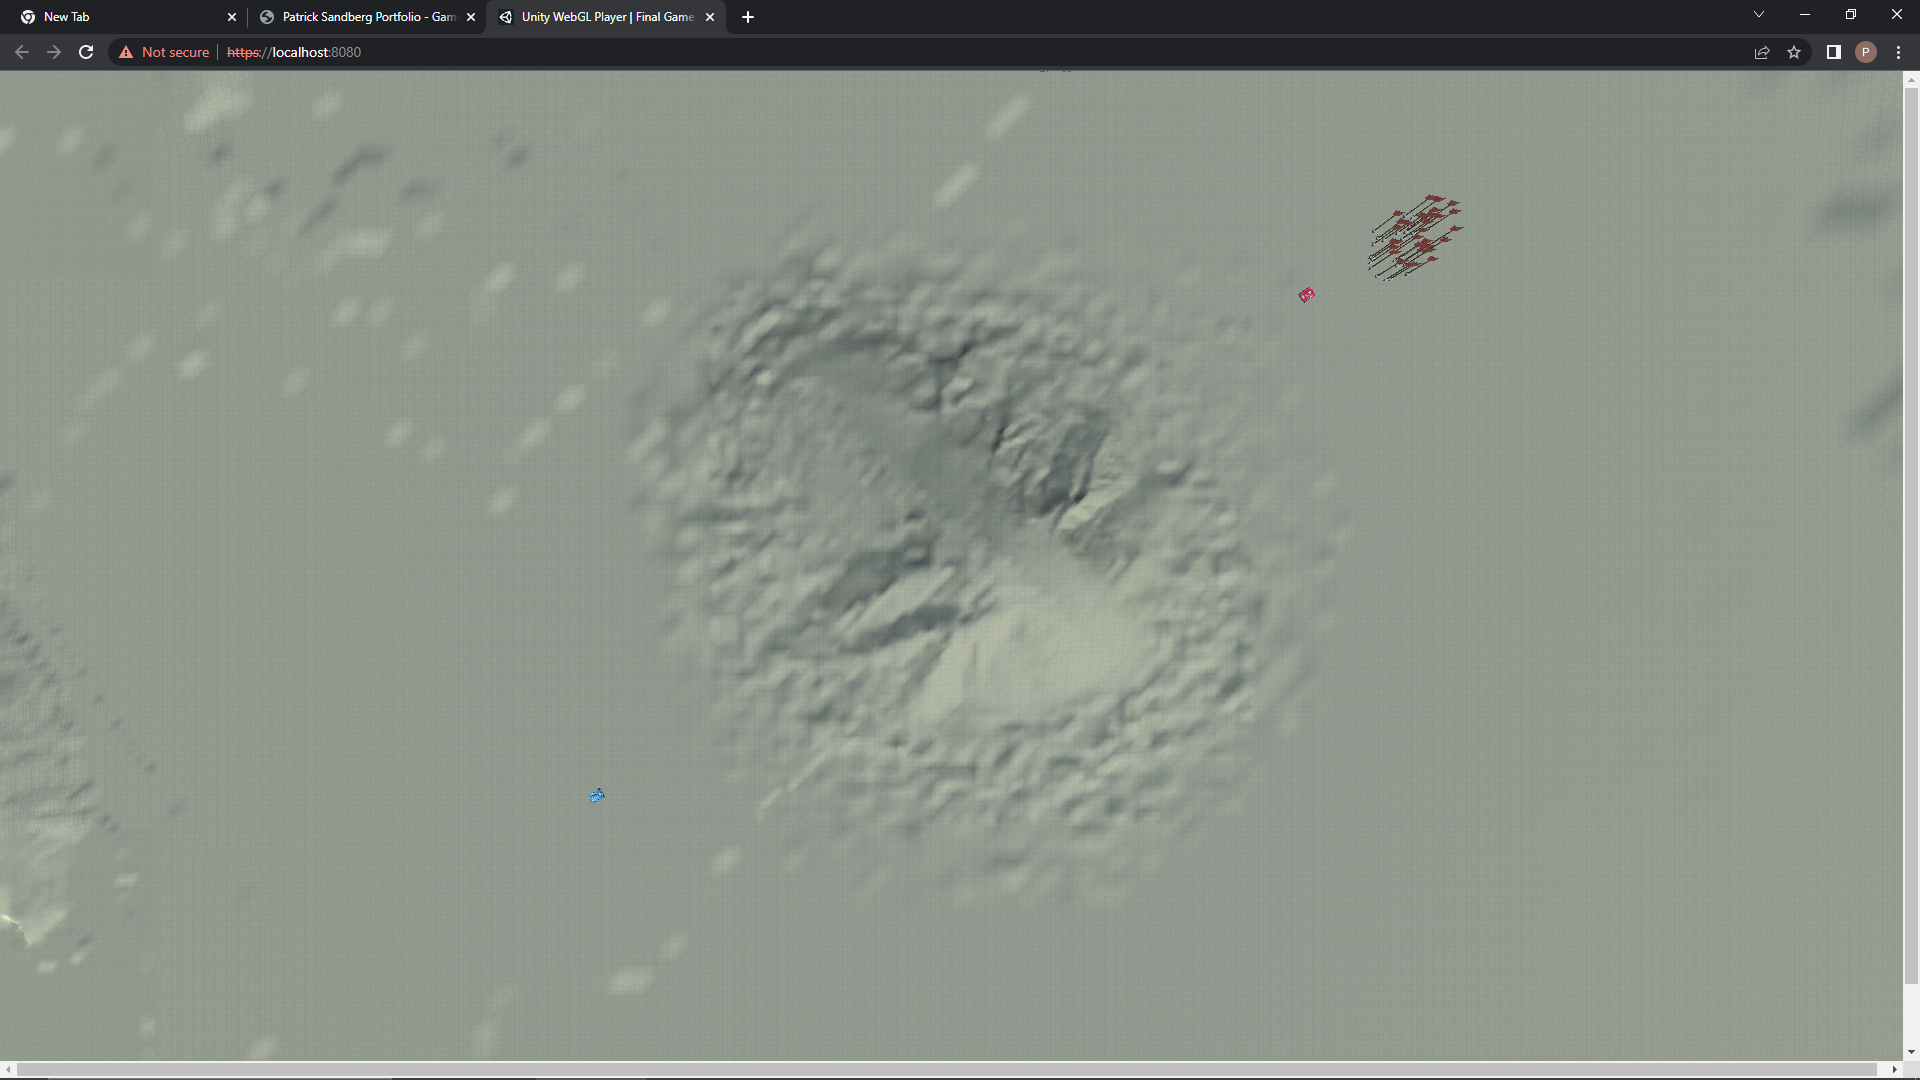 New Tab
Patrick Sandberg Portfolio - Gam
Unity WebGL Player | Final Game
Not secure
https://localhost:8080
P